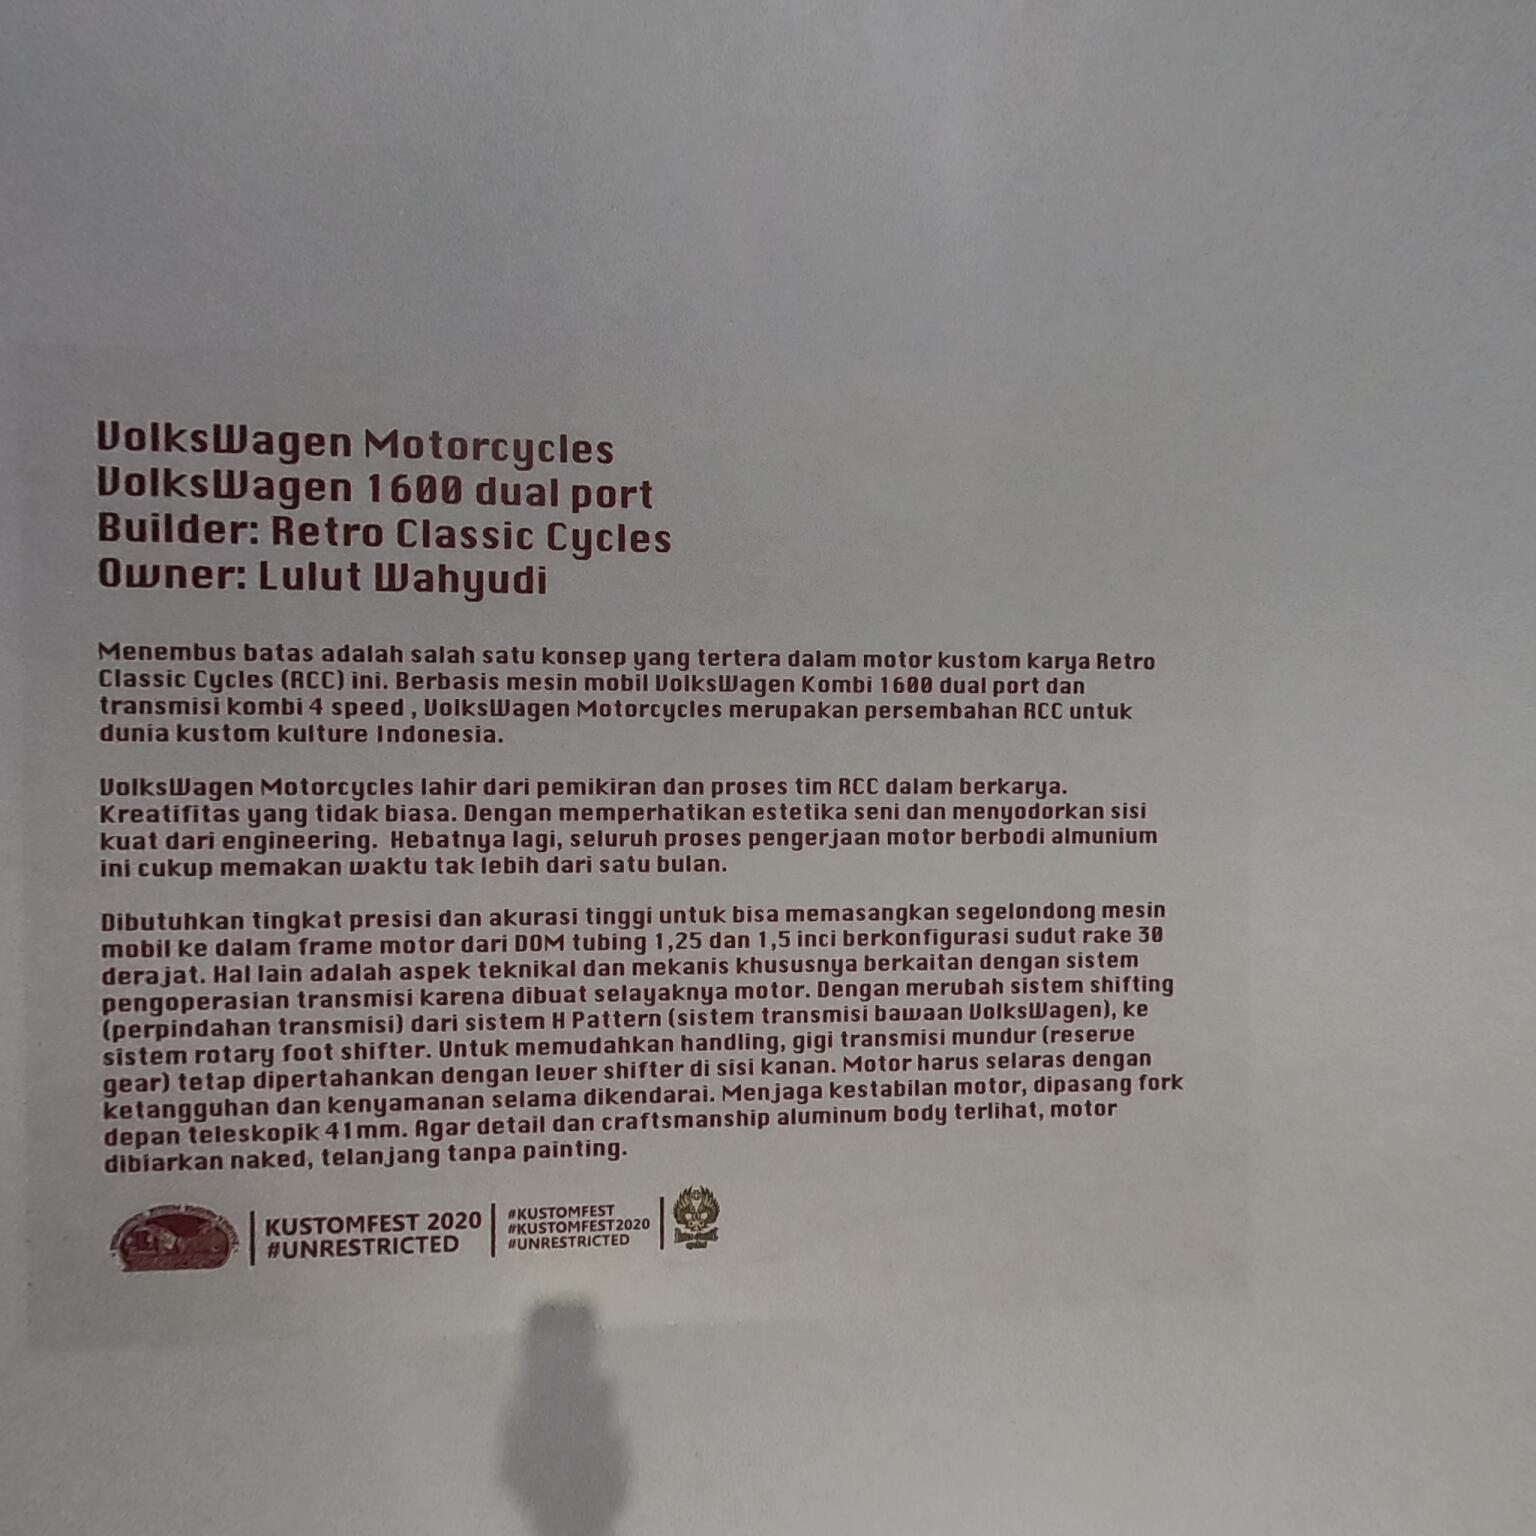 VolksWagen Motorcycles
VolksWagen 1600 dual port
Builder: Retro Classic Cycles
Owner: Lulut Wahyudi
Menembus batas adalah salah satu konsep yang tertera dalam motor kustom karya Retro
Classic Cycles (RCC) ini. Berbasis mesin mobil VolksWagen Kombi 1600 dual port dan
transmisi kombi 4 speed , VolksWagen Motorcycles merupakan persembahan RCC untuk
dunia kustom kulture Indonesia.
VolksWagen Motorcycles lahir dari pemikiran dan proses tim RCC dalam berkarya.
Kreatifitas yang tidak biasa. Dengan memperhatikan estetika seni dan menyodorkan sisi
kuat dari engineering. Hebatnya lagi, seluruh proses pengerjaan motor berbodi almunium
ini cukup memakan waktu tak lebih dari satu bulan.
Dibutuhkan tingkat presisi dan akurasi tinggi untuk bisa memasangkan segelondong mesin
mobil ke dalam frame motor dari DOM tubing 1,25 dan 1,5 inci berkonfigurasi sudut rake 30
derajat. Hal lain adalah aspek teknikal dan mekanis khususnya berkaitan dengan sistem
pengoperasian transmisi karena dibuat selayaknya motor. Dengan merubah sistem shifting
(perpindahan transmisi) dari sistem H Pattern (sistem transmisi bawaan VolksWagen), ke
sistem rotary foot shifter. Untuk memudahkan handling, gigi transmisi mundur (reserve
gear) tetap dipertahankan dengan lever shifter di sisi kanan. Motor harus selaras dengan
ketangguhan dan kenyamanan selama dikendarai. Menjaga kestabilan motor, dipasang fork
depan teleskopik 41mm. Agar detail dan craftsmanship aluminum body terlihat, motor
dibiarkan naked, telanjang tanpa painting.
KUSTOMFEST 2020
#UNRESTRICTED
#KUSTOMFEST
#KUSTOMFEST2020
#UNRESTRICTED